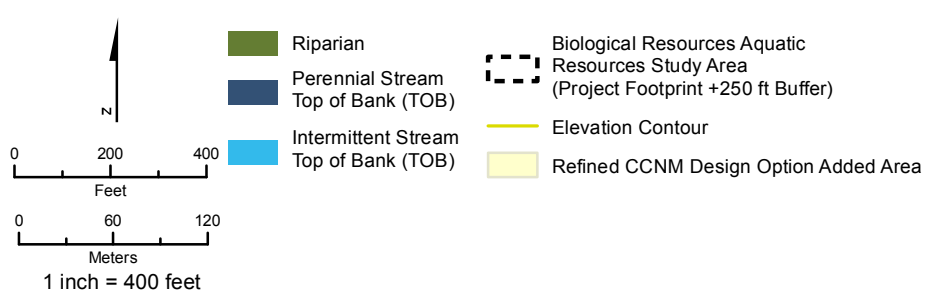 Z
0 200 400
Feet
0 60 120
Meters
1 inch = 400 feet
Riparian
Perennial Stream
Top of Bank (TOB)
Intermittent Stream
Top of Bank (TOB)
Biological Resources Aquatic
Resources Study Area
(Project Footprint +250 ft Buffer)
Elevation Contour
Refined CCNM Design Option Added Area